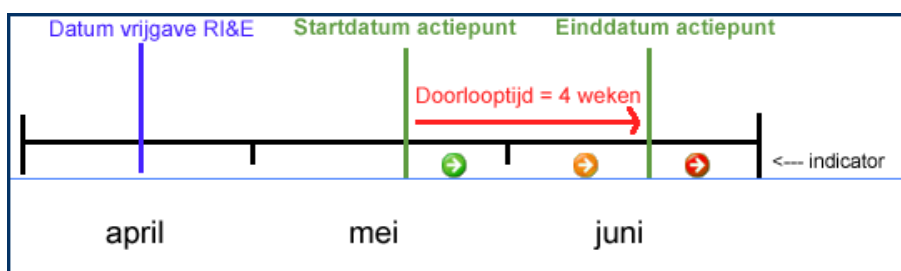 Datum vrijgave RI&E
Startdatum actiepunt
Einddatum actiepunt
Doorlooptijd = 4 weken
<--- indicator
april
mei
juni